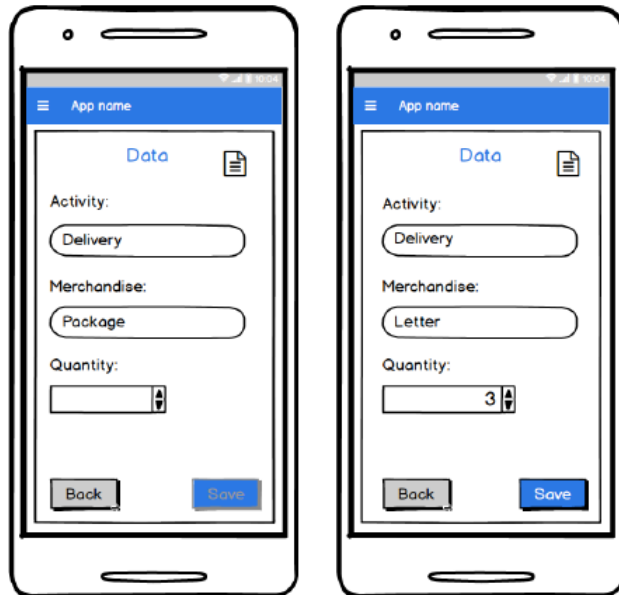 10:04
App name
Data
Activity:
Delivery
Merchandise:
Package
Quantity:
Back
Save
10:04
App name
Data
Activity:
Delivery
Merchandise:
Letter
Quantity:
3
Back
Save